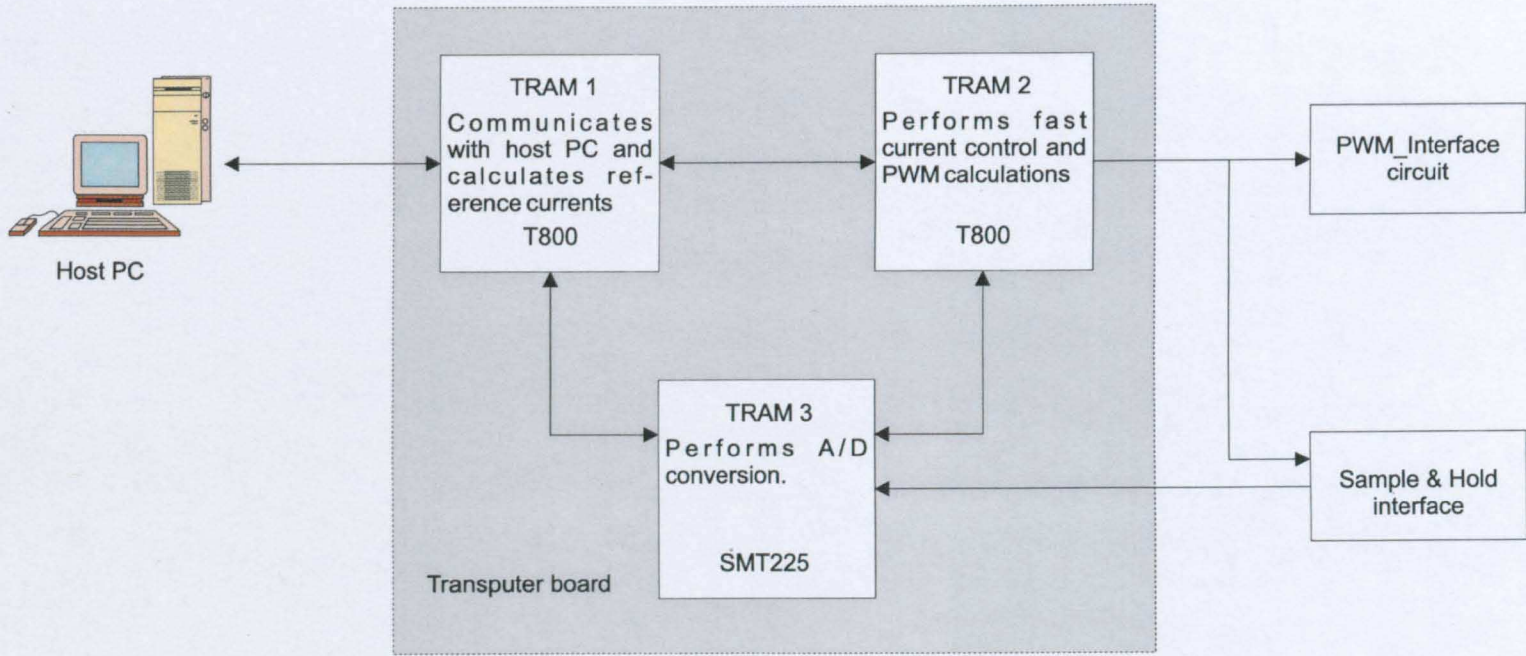 TRAM 1
Communicates
with host PC and
calculates ref-
erence currents
T800
TRAM 2
Performs fast
current control and
PWM calculations
T800
PWM_Interface
circuit
Host PC
TRAM 3
Performs A/D
conversion.
SMT225
Sample & Hold
interface
Transputer board